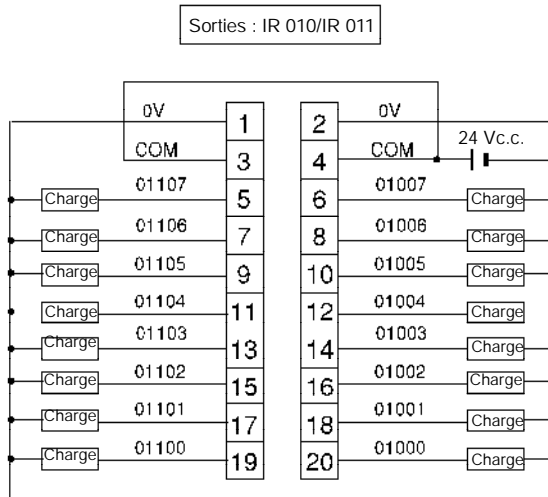 Sorties : IR 010/IR 011
0V 1 2 0V
24 Vc.c.
COM 3 4 COM
Charge 01107 5 6 01007 Charge
Charge 01106 7 8 01006 Charge
Charge 01105 9 10 01005 Charge
Charge 01104 11 12 01004 Charge
Charge 01103 13 14 01003 Charge
Charge 01102 15 16 01002 Charge
Charge 01101 17 18 01001 Charge
Charge 01100 19 20 01000 Charge